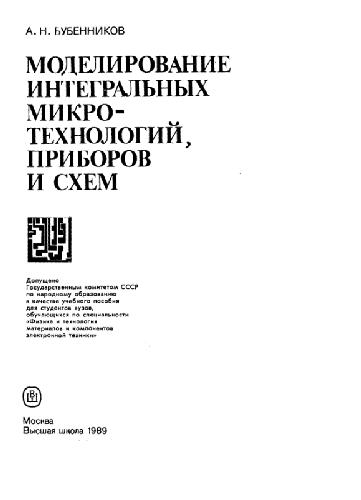 А. Н. БУБЕННИКОВ
МОДЕЛИРОВАНИЕ
ИНТЕГРАЛЬНЫХ
МИКРО-
ТЕХНОЛОГИЙ,
ПРИБОРОВ
И СХЕМ
Допущено
Государственным комитетом СССР
по народному образованию
в качестве учебного пособия
для студентов вузов,
обучающихся по специальности
«Физика и технология
материалов и компонентов
электронной техники»
Москва
Высшая школа 1989